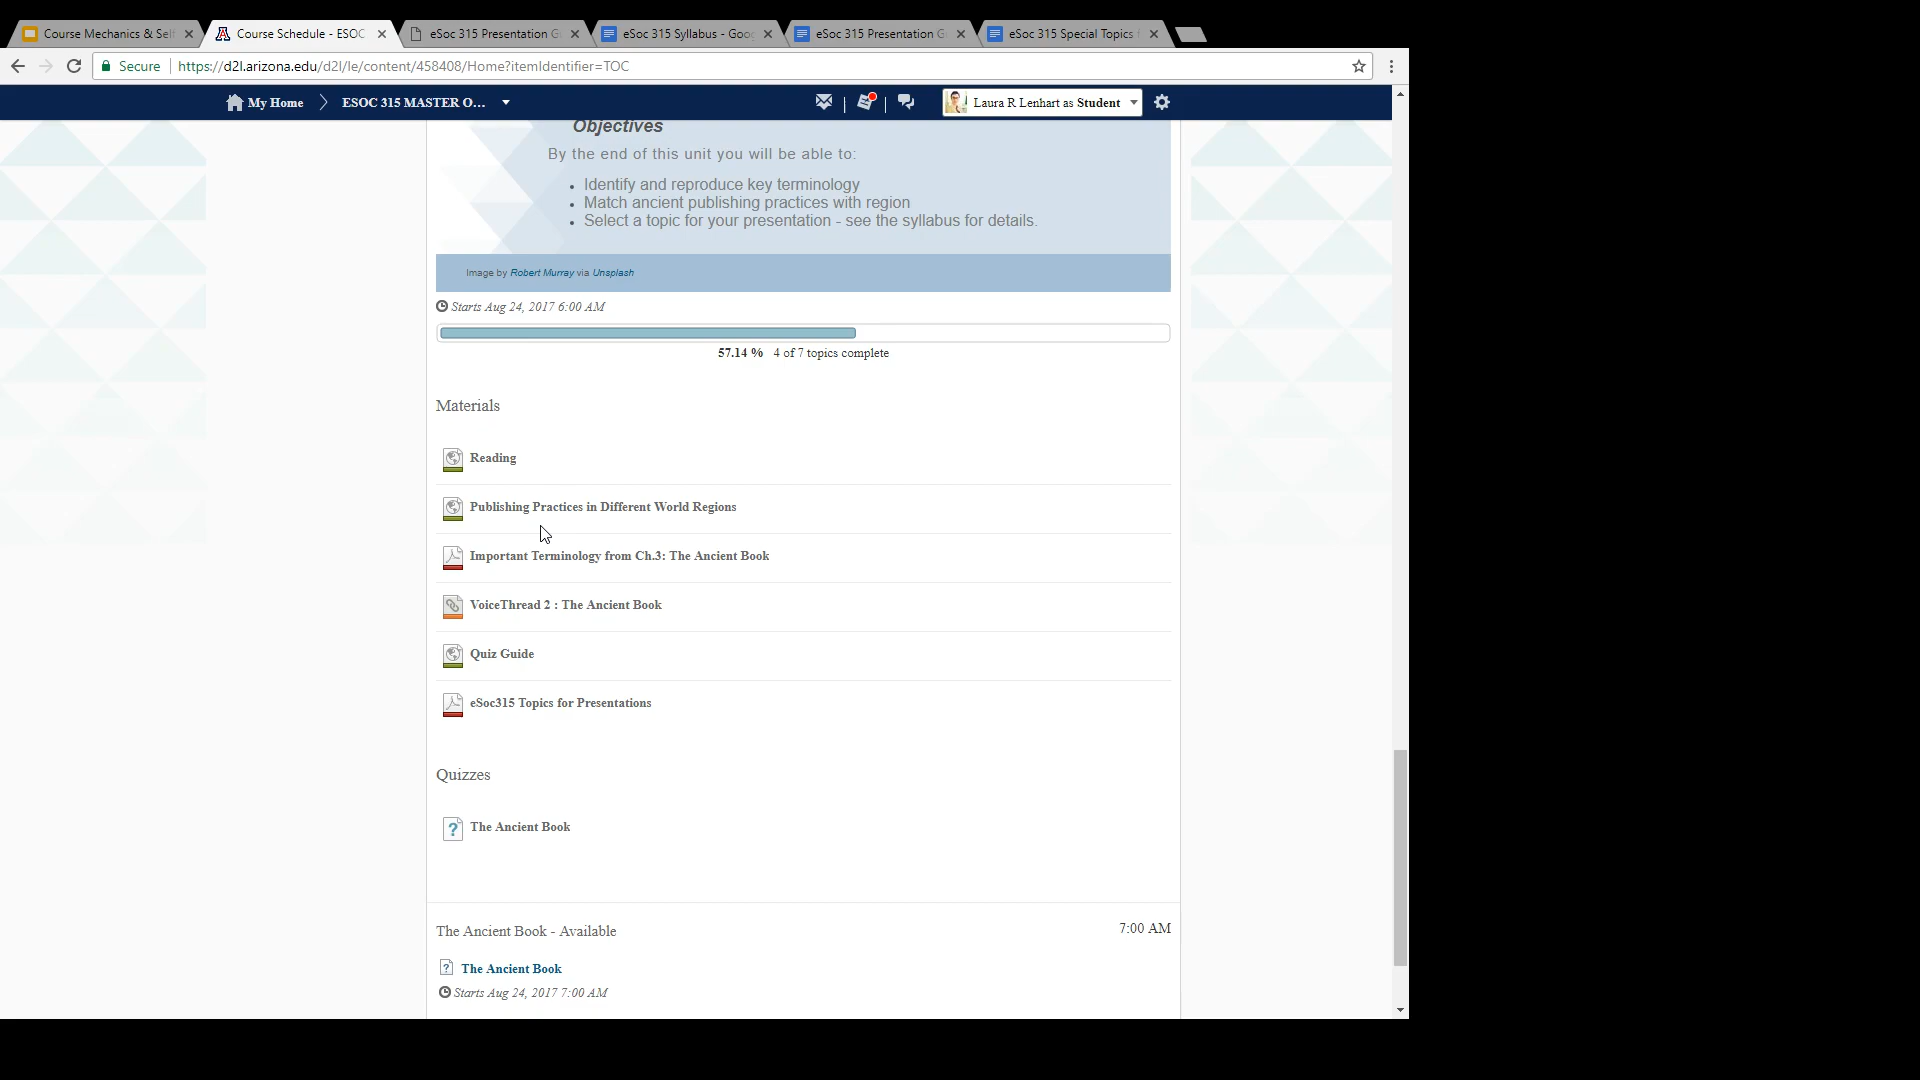 Course Mechanics & Sel
Course Schedule - ESOC
eSoc 315 Presentation G
eSoc 315 Syllabus - Goo
eSoc 315 Presentation G
eSoc 315 Special Topics
Secure
https://d2l.arizona.edu/d2l/le/content/458408/Home?itemIdentifier=TOC
My Home
ESOC 315 MASTER O...
Laura R Lenhart as Student
Objectives
By the end of this unit you will be able to:
Identify and reproduce key terminology
Match ancient publishing practices with region
Select a topic for your presentation - see the syllabus for details.
Image by Robert Murray via Unsplash
Starts Aug 24, 2017 6:00 AM
57.14 % 4 of 7 topics complete
Materials
Reading
Publishing Practices in Different World Regions
Important Terminology from Ch.3: The Ancient Book
VoiceThread 2 : The Ancient Book
Quiz Guide
eSoc315 Topics for Presentations
Quizzes
The Ancient Book
The Ancient Book - Available
7:00 AM
The Ancient Book
Starts Aug 24, 2017 7:00 AM